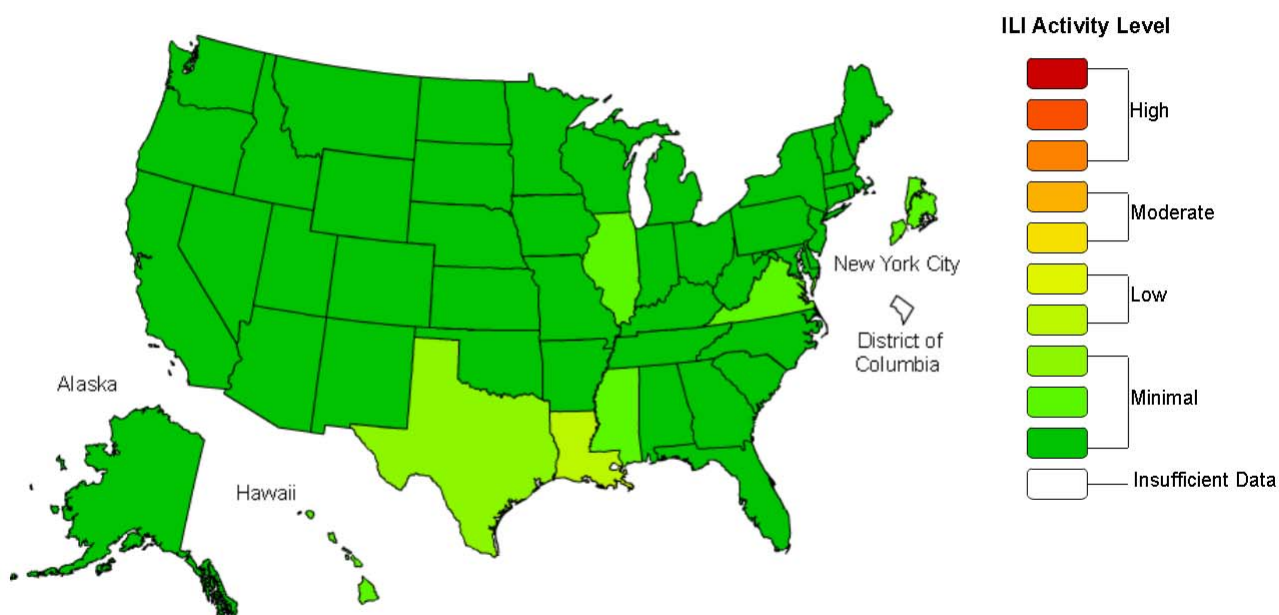 ILI Activity Level
High
Moderate
New York City
Low
District of
Columbia
Alaska
Minimal
Hawaii
Insufficient Data